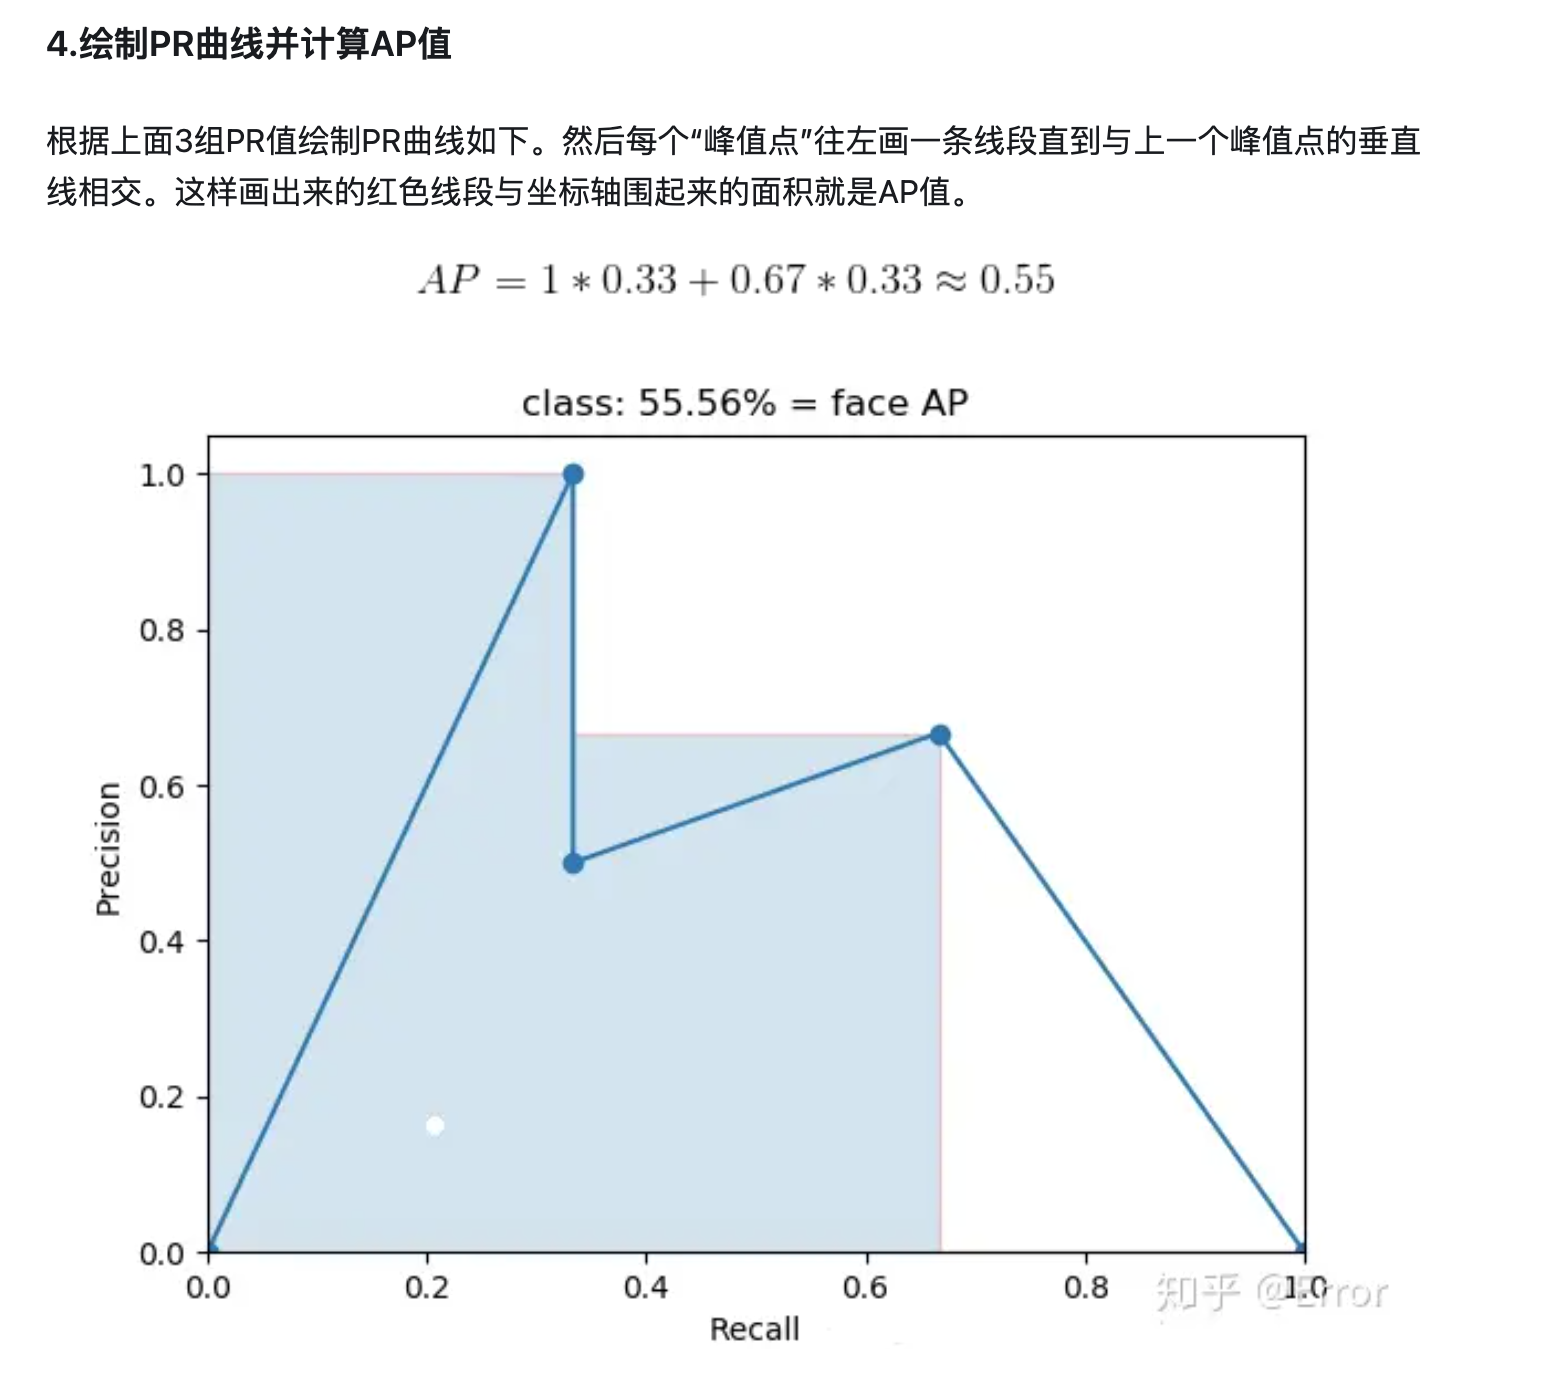 4.绘制PR曲线并计算AP值
根据上面3组PR值绘制PR曲线如下。然后每个“峰值点”往左画一条线段直到与上一个峰值点的垂直
线相交。这样画出来的红色线段与坐标轴围起来的面积就是AP值。
AP = 1 * 0.33 + 0.67 * 0.33 ≈ 0.55
class: 55.56% = face AP
1.0
0.8
0.6
0.4
0.2
0.0
Precision
0.0 0.2 0.4 0.6 0.8 1.0
知乎 @Error
Recall